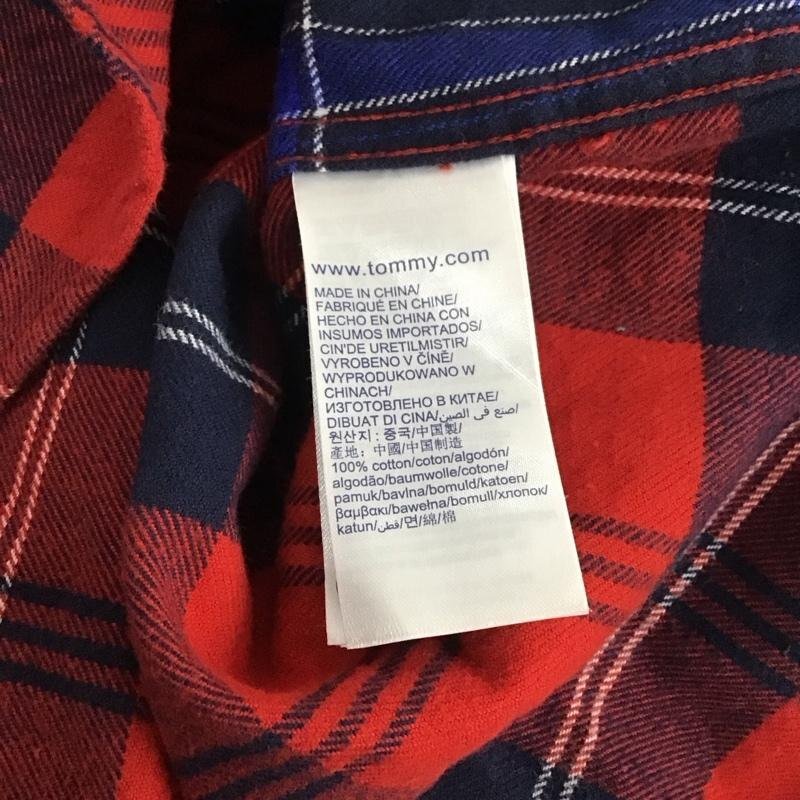 www.tommy.com
MADE IN CHINA/
FABRIQUÉ EN CHINE/
HECHO EN CHINA CON
INSUMOS IMPORTADOS/
CIN'DE URETILMISTIR/
VYROBENO V ČÍNĚ/
WYPRODUKOWANO W
CHINACH/
ИЗГОТОВЛЕНО В КИТАЕ/
DIBUAT DI CINA/صنع في الصين/
원산지 : 중국/中国製/
產地: 中國/中国制造
100% cotton/coton/algodón/
algodão/baumwolle/cotone/
pamuk/bavlna/bomuld/katoen/
βαμβακι/bawełna/bomull/хлопок/
katun/قطن/면/綿/棉